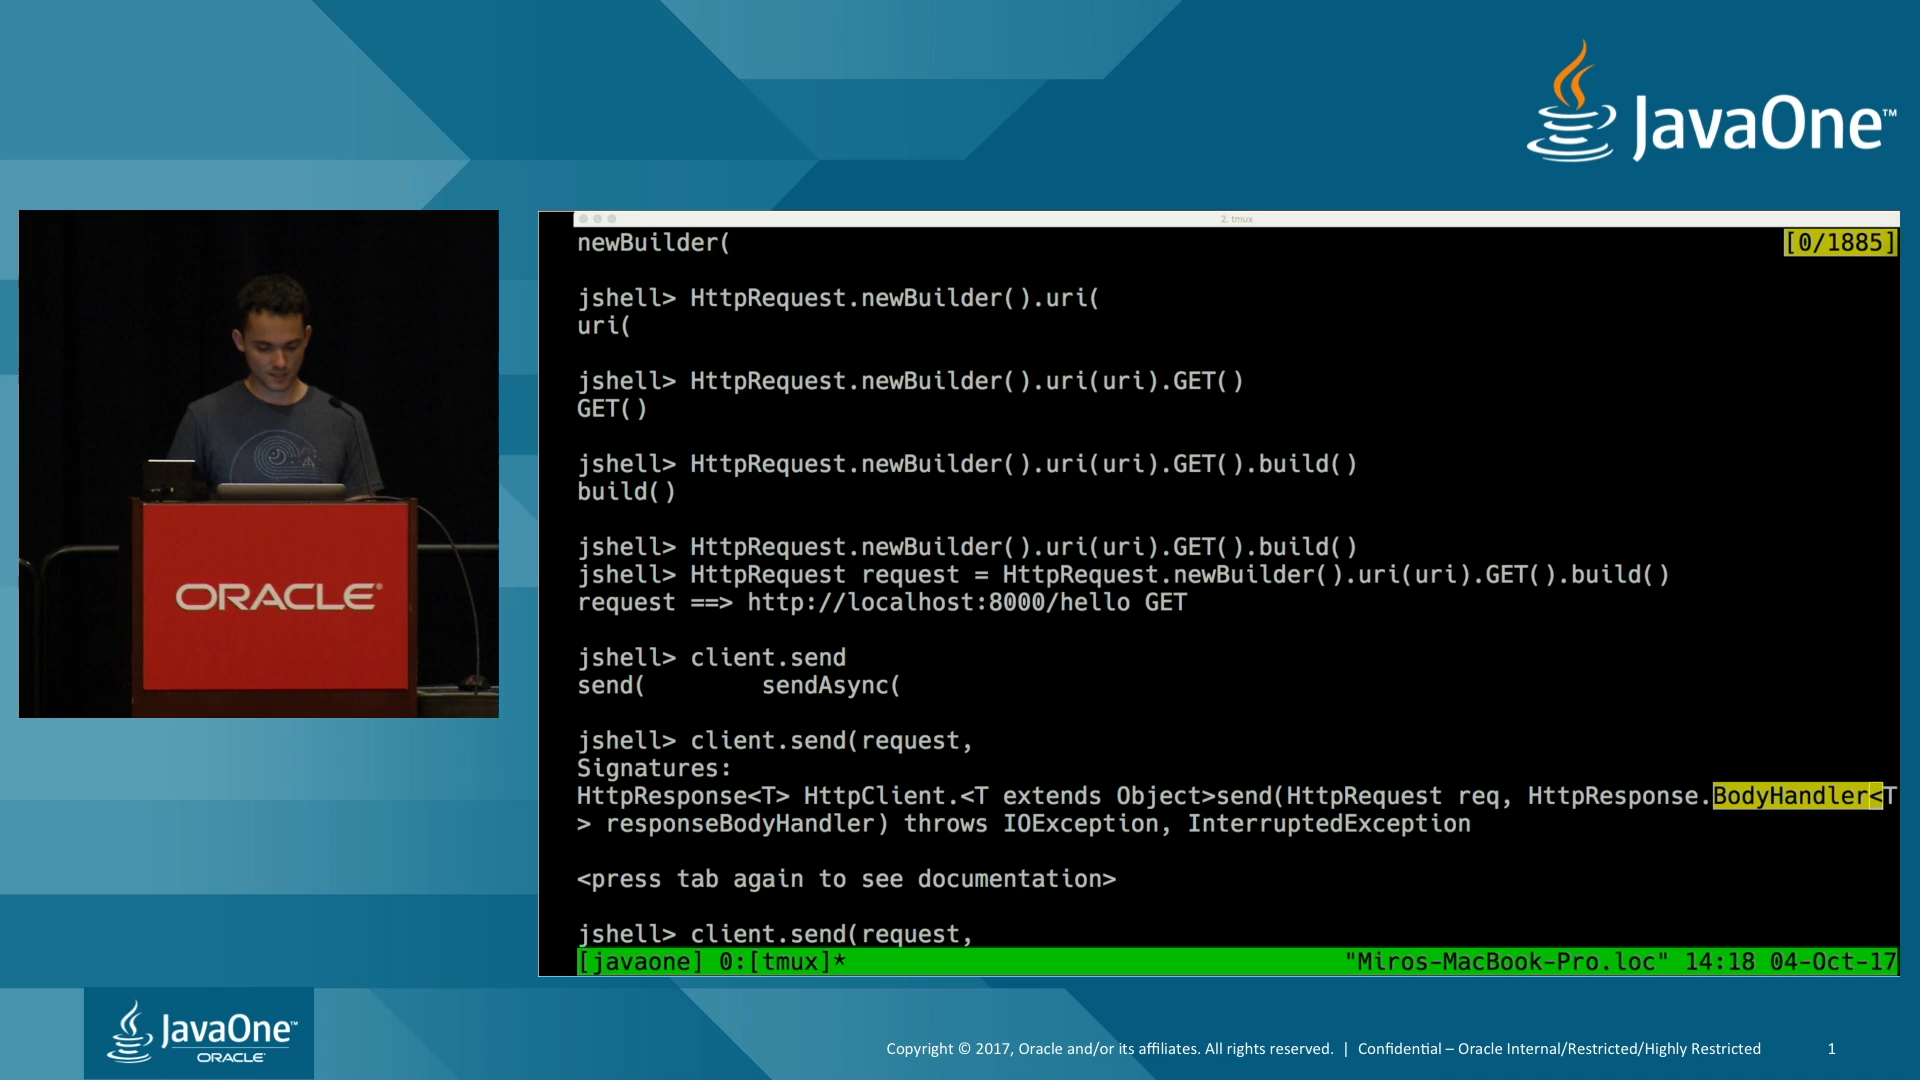 JavaOne™
2. tmux
newBuilder(
[0/1885]
jshell> HttpRequest.newBuilder().uri(
uri(
jshell> HttpRequest.newBuilder().uri(uri).GET()
GET()
jshell> HttpRequest.newBuilder().uri(uri).GET().build()
build()
jshell> HttpRequest.newBuilder().uri(uri).GET().build()
jshell> HttpRequest request = HttpRequest.newBuilder().uri(uri).GET().build()
request ==> http://localhost:8000/hello GET
jshell> client.send
send(        sendAsync(
jshell> client.send(request,
Signatures:
HttpResponse<T> HttpClient.<T extends Object>send(HttpRequest req, HttpResponse.BodyHandler<T
> responseBodyHandler) throws IOException, InterruptedException
<press tab again to see documentation>
jshell> client.send(request,
[javaone] 0:[tmux]*
"Miros-MacBook-Pro.loc" 14:18 04-Oct-17
ORACLE®
JavaOne™
ORACLE®
Copyright © 2017, Oracle and/or its affiliates. All rights reserved. | Confidential – Oracle Internal/Restricted/Highly Restricted
1